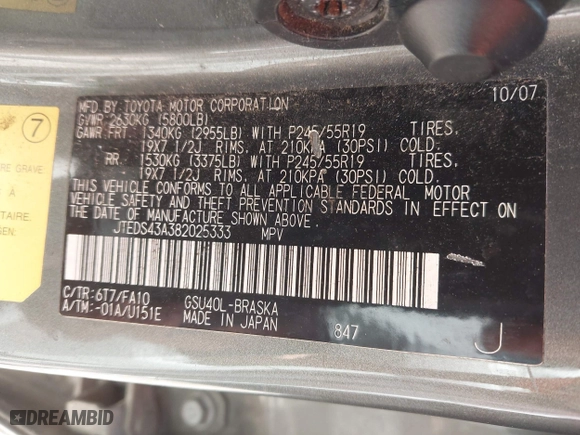 MFD BY TOYOTA MOTOR CORPORATION 10/07
GVWR 2630KG (5800LB)
GAWR FRT 1340KG (2955LB) WITH P245/55R19 TIRES,
19X7 1/2J RIMS, AT 210KPA (30PSI) COLD.
RR 1530KG (3375LB) WITH P245/55R19 TIRES,
19X7 1/2J RIMS, AT 210KPA (30PSI) COLD.
THIS VEHICLE CONFORMS TO ALL APPLICABLE FEDERAL MOTOR
VEHICLE SAFETY AND THEFT PREVENTION STANDARDS IN EFFECT ON
THE DATE OF MANUFACTURE SHOWN ABOVE.
JTEDS43A382025333 MPV
C/TR:6T7/FA10 GSU40L-BRASKA
A/TM:-01A/U151E MADE IN JAPAN 847 J
7
GRAVE
À
DREAMBID